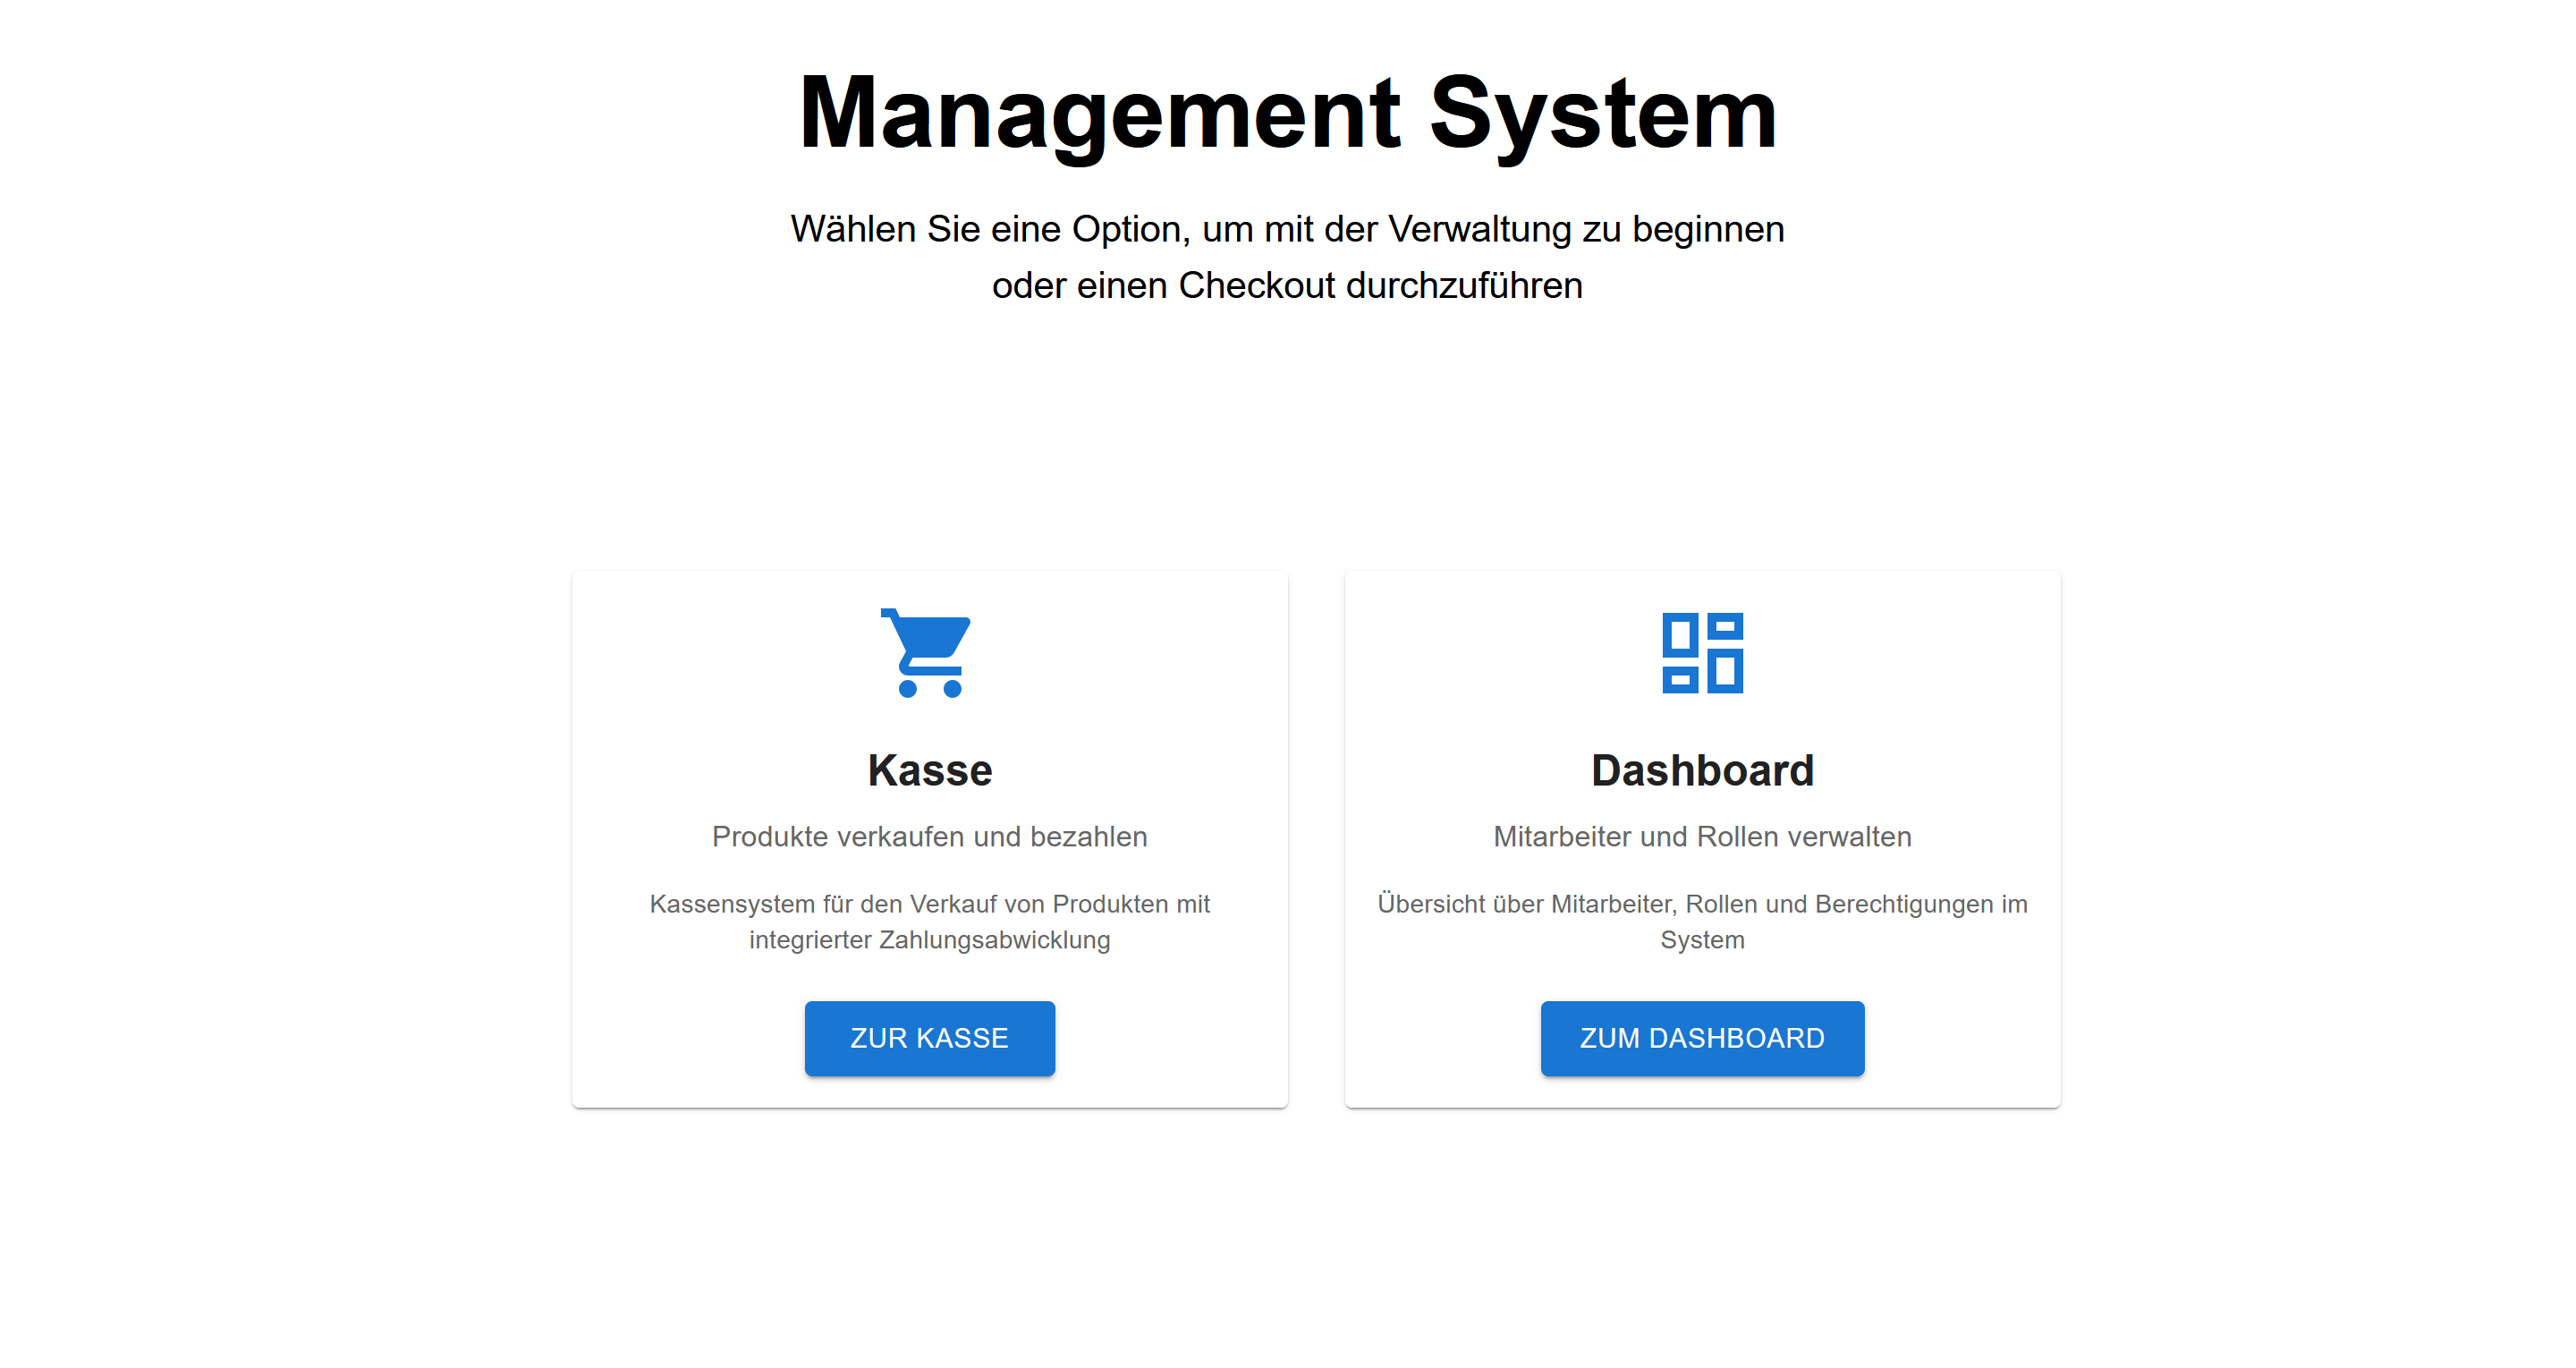 Management System
Wählen Sie eine Option, um mit der Verwaltung zu beginnen
oder einen Checkout durchzuführen
Kasse
Produkte verkaufen und bezahlen
Kassensystem für den Verkauf von Produkten mit
integrierter Zahlungsabwicklung
ZUR KASSE
Dashboard
Mitarbeiter und Rollen verwalten
Übersicht über Mitarbeiter, Rollen und Berechtigungen im
System
ZUM DASHBOARD